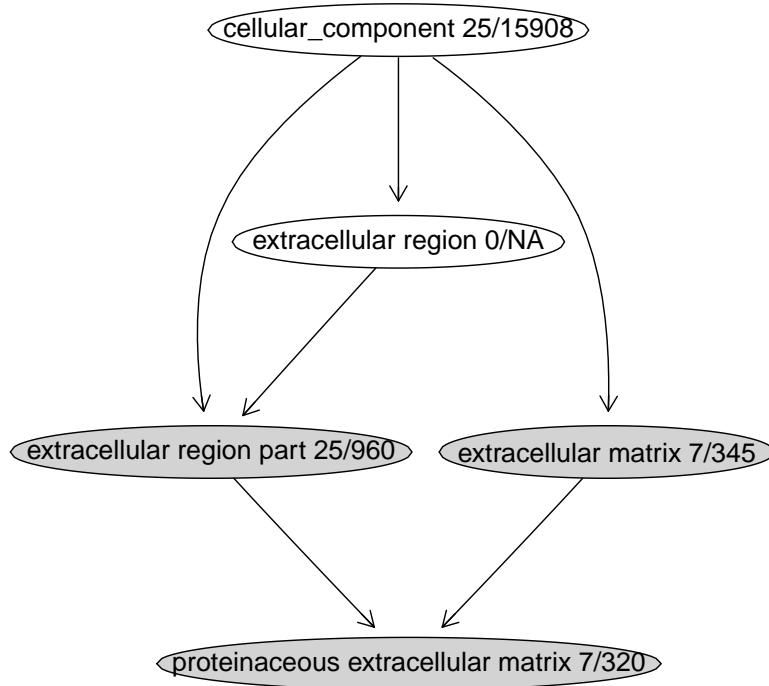 cellular_component 25/15908
extracellular region 0/NA
extracellular region part 25/960
extracellular matrix 7/345
proteinaceous extracellular matrix 7/320